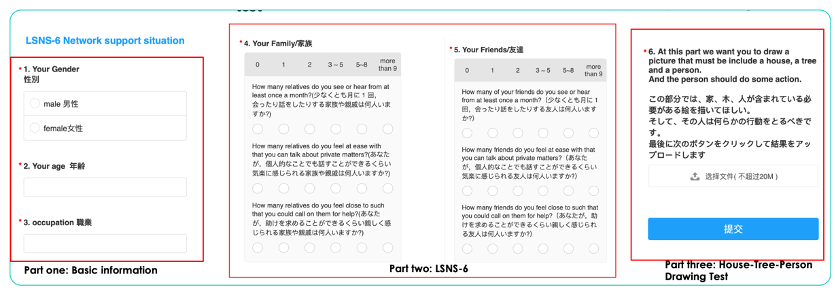 LSNS-6 Network support situation
* 1. Your Gender
性別
male 男性
female女性
* 2. Your age 年齢
* 3. occupation 職業
Part one: Basic information
* 4. Your Family/家族
0 1 2 3~5 5~8 more than 9
How many relatives do you see or hear from at
least once a month?(少なくとも月に 1 回,
会ったり話をしたりする家族や親戚は何人いま
すか?)
How many relatives do you feel at ease with
that you can talk about private matters?(あなた
が，個人的なことでも話すことができるくらい
気楽に感じられる家族や親戚は何人いますか?)
How many relatives do you feel close to such
that you could call on them for help?(あなた
が，助けを求めることができるくらい親しく感
じられる家族や親戚は何人いますか?)
* 5. Your Friends/友達
0 1 2 3~5 5~8 more than 9
How many of your friends do you see or hear
from at least once a month?（少なくとも月に 1
回，会ったり話をしたりする友人は何人います
か?)
How many friends do you feel at ease with that
you can talk about private matters?（あなた
が，個人的なことでも話すことができるくらい
気楽に感じられる友人は何人いますか?)
How many friends do you feel close to such that
you could call on them for help?（あなたが，助
けを求めることができるくらい親しく感じられ
る友人は何人いますか?)
Part two: LSNS-6
* 6. At this part we want you to draw a
picture that must be include a house, a tree
and a person.
And the person should do some action.
この部分では、家、木、人が含まれている必
要がある絵を描いてほしい。
そして、その人は何らかの行動をとるべきで
す。
最後に次のボタンをクリックして結果をアッ
プロードします
选择文件( 不超过20M )
提交
Part three: House-Tree-Person
Drawing Test